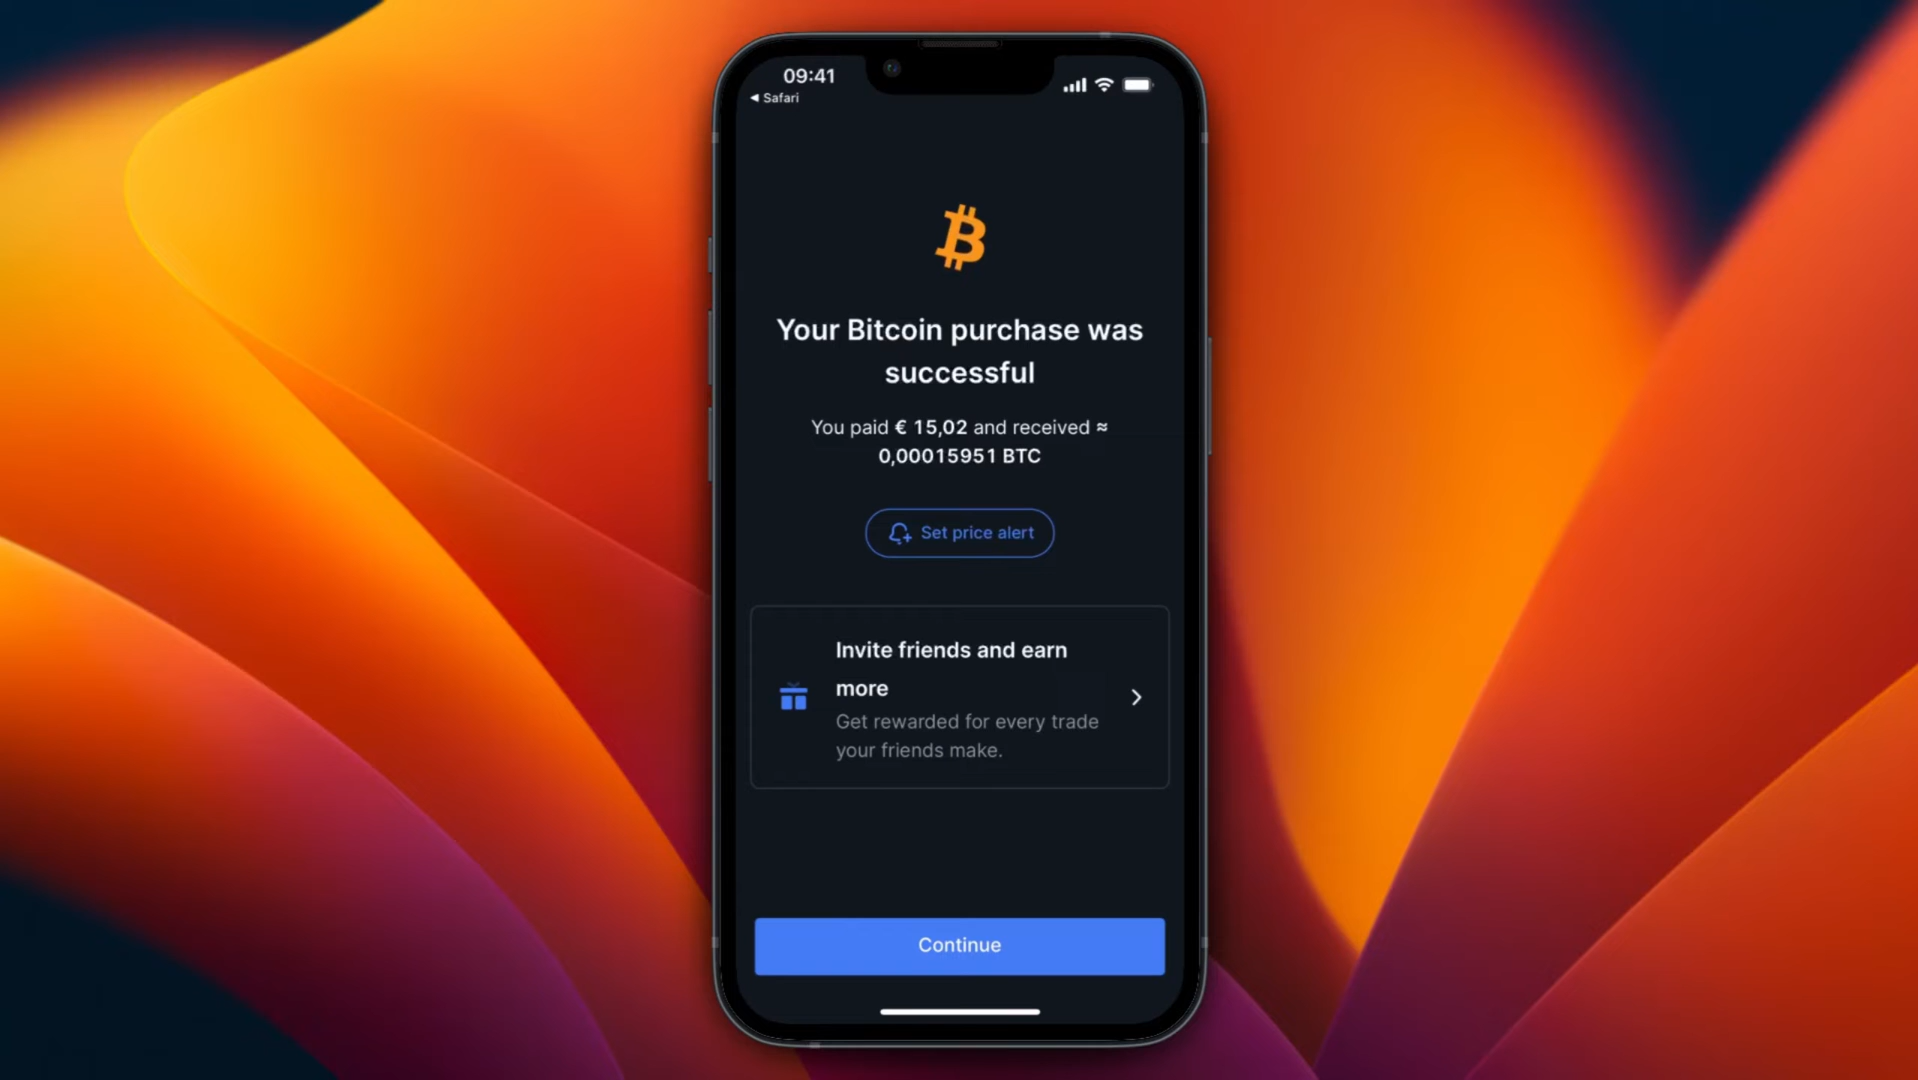 09:41
◀ Safari
Your Bitcoin purchase was
successful
You paid € 15,02 and received ≈
0,00015951 BTC
Set price alert
Invite friends and earn
more
Get rewarded for every trade
your friends make.
Continue